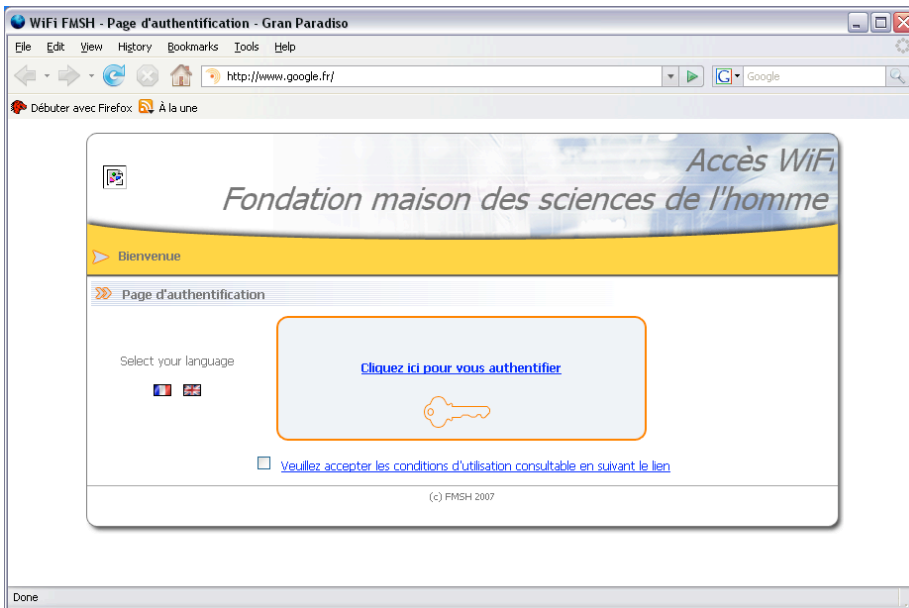 WiFi FMSH - Page d'authentification - Gran Paradiso
File Edit View History Bookmarks Tools Help
http://www.google.fr/ G Google
Débuter avec Firefox À la une
Accès WiFi
Fondation maison des sciences de l'homme
Bienvenue
Page d'authentification
Select your language
Cliquez ici pour vous authentifier
Veuillez accepter les conditions d'utilisation consultable en suivant le lien
(c) FMSH 2007
Done